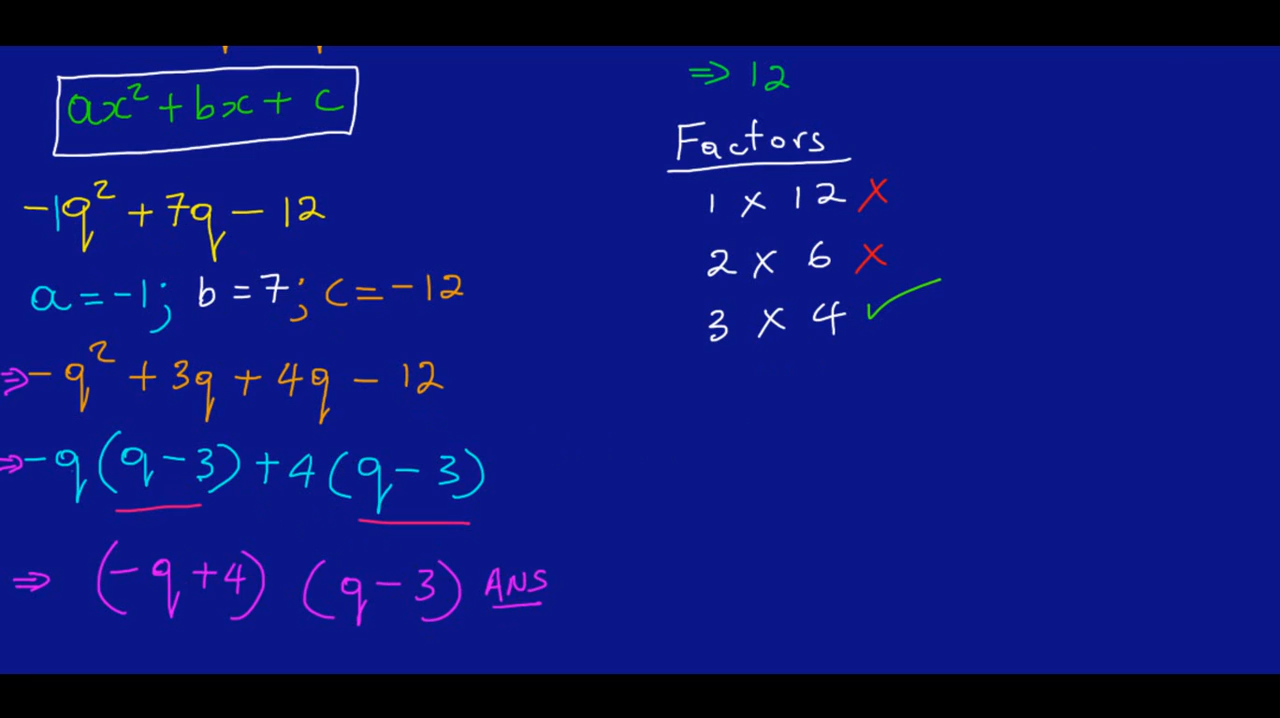 ax² + bx + c
-1q² + 7q - 12
a = -1; b = 7; c = -12
⇒ -q² + 3q + 4q - 12
⇒ -q(q - 3) + 4(q - 3)
⇒ (-q + 4) (q - 3) ANS
⇒ 12
Factors
1 x 12 ✗
2 x 6 ✗
3 x 4 ✓